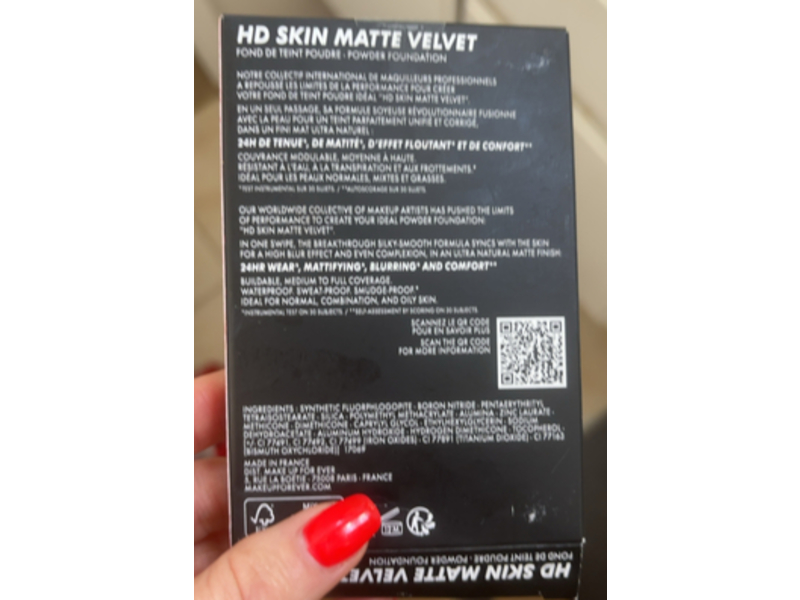 HD SKIN MATTE VELVET
FOND DE TEINT POUDRE · POWDER FOUNDATION
NOTRE COLLECTIF INTERNATIONAL DE MAQUILLEURS PROFESSIONNELS
A REPOUSSÉ LES LIMITES DE LA PERFORMANCE POUR CRÉER
VOTRE FOND DE TEINT POUDRE IDÉAL "HD SKIN MATTE VELVET".
EN UN SEUL PASSAGE, SA FORMULE SOYEUSE RÉVOLUTIONNAIRE FUSIONNE
AVEC LA PEAU POUR UN TEINT PARFAITEMENT UNIFIÉ ET CORRIGÉ,
DANS UN FINI MAT ULTRA NATUREL :
24H DE TENUE*, DE MATITÉ*, D'EFFET FLOUTANT* ET DE CONFORT**
COUVRANCE MODULABLE, MOYENNE À HAUTE.
RÉSISTANT À L'EAU, À LA TRANSPIRATION ET AUX FROTTEMENTS.*
IDÉAL POUR LES PEAUX NORMALES, MIXTES ET GRASSES.
*TEST INSTRUMENTAL SUR 30 SUJETS. / **AUTOSCORAGE SUR 30 SUJETS.
OUR WORLDWIDE COLLECTIVE OF MAKEUP ARTISTS HAS PUSHED THE LIMITS
OF PERFORMANCE TO CREATE YOUR IDEAL POWDER FOUNDATION:
"HD SKIN MATTE VELVET".
IN ONE SWIPE, THE BREAKTHROUGH SILKY-SMOOTH FORMULA SYNCS WITH THE SKIN
FOR A HIGH BLUR EFFECT AND EVEN COMPLEXION, IN AN ULTRA NATURAL MATTE FINISH:
24HR WEAR*, MATTIFYING*, BLURRING* AND COMFORT**
BUILDABLE, MEDIUM TO FULL COVERAGE.
WATERPROOF. SWEAT-PROOF. SMUDGE-PROOF.*
IDEAL FOR NORMAL, COMBINATION, AND OILY SKIN.
*INSTRUMENTAL TEST ON 30 SUBJECTS. / **SELF-ASSESSMENT BY SCORING ON 30 SUBJECTS.
SCANNEZ LE QR CODE
POUR EN SAVOIR PLUS
SCAN THE QR CODE
FOR MORE INFORMATION
INGREDIENTS : SYNTHETIC FLUORPHLOGOPITE · BORON NITRIDE · PENTAERYTHRITYL
TETRAISOSTEARATE · SILICA · POLYMETHYL METHACRYLATE · ALUMINA · ZINC LAURATE ·
METHICONE · DIMETHICONE · CAPRYLYL GLYCOL · ETHYLHEXYLGLYCERIN · SODIUM
DEHYDROACETATE · ALUMINUM HYDROXIDE · HYDROGEN DIMETHICONE · TOCOPHEROL ·
+/- CI 77491, CI 77492, CI 77499 (IRON OXIDES) · CI 77891 (TITANIUM DIOXIDE) · CI 77163
(BISMUTH OXYCHLORIDE)] 17069
MADE IN FRANCE
DIST. MAKE UP FOR EVER
5, RUE LA BOÉTIE · 75008 PARIS · FRANCE
MAKEUPFOREVER.COM
HD SKIN MATTE VELVET
FOND DE TEINT POUDRE · POWDER FOUNDATION